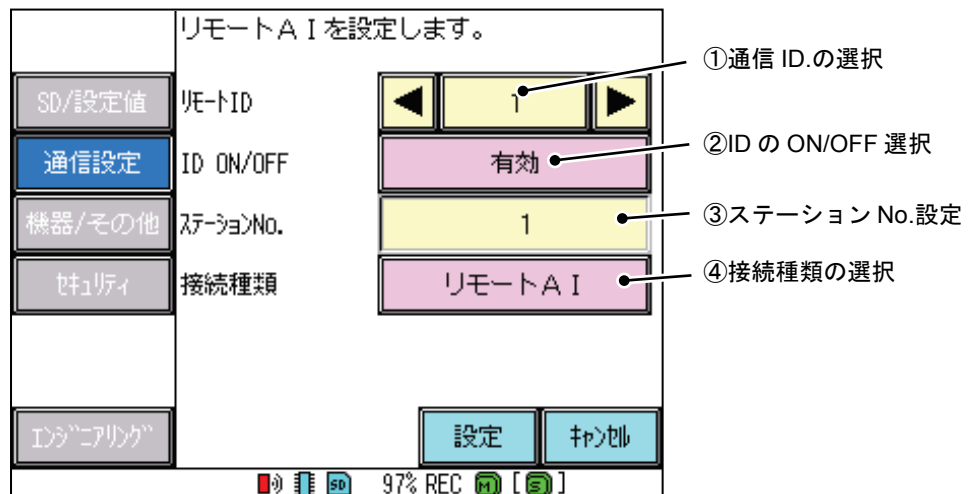 リモートＡＩを設定します。
SD/設定値
ﾘﾓｰﾄID
◀ 1 ▶
①通信 ID.の選択
通信設定
ID ON/OFF
有効
②ID の ON/OFF 選択
機器/その他
ｽﾃｰｼｮﾝNo.
1
③ステーション No.設定
ｾｷｭﾘﾃｨ
接続種類
リモートＡＩ
④接続種類の選択
ｴﾝｼﾞﾆｱﾘﾝｸﾞ
設定
ｷｬﾝｾﾙ
SD 97% REC M [S]